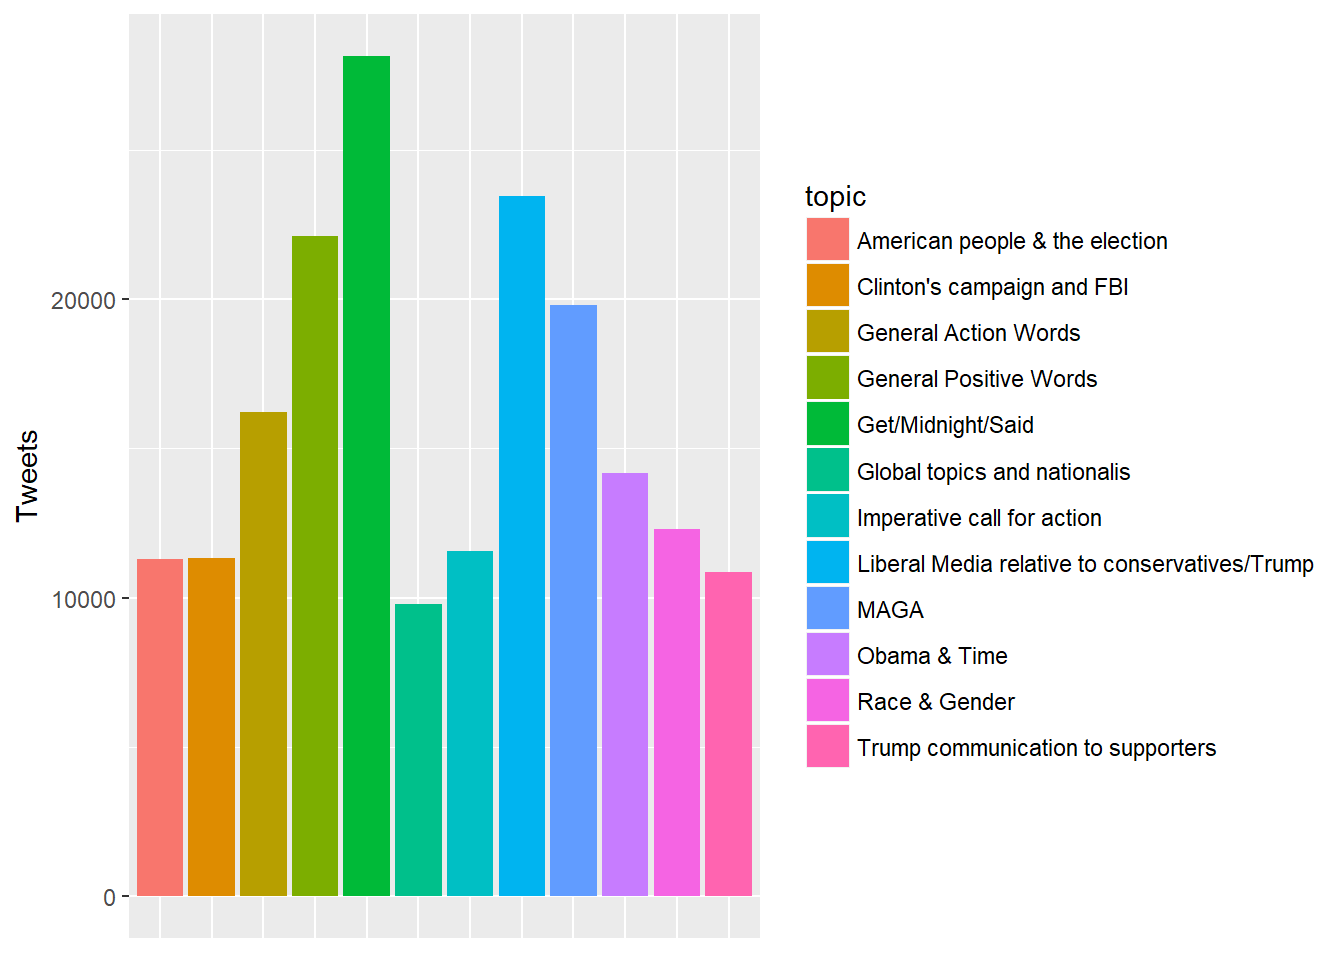 Tweets
20000
10000
0
topic
American people & the election
Clinton's campaign and FBI
General Action Words
General Positive Words
Get/Midnight/Said
Global topics and nationalis
Imperative call for action
Liberal Media relative to conservatives/Trump
MAGA
Obama & Time
Race & Gender
Trump communication to supporters